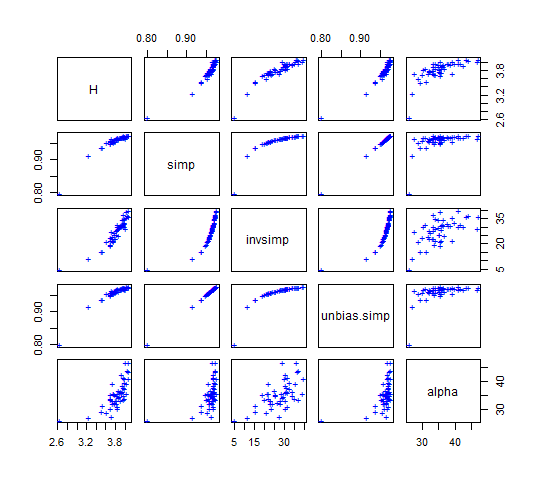 0.80 0.90 0.80 0.90
H
2.6 3.2 3.8
simp
0.80 0.90
invsimp
5 20 35
unbias.simp
0.80 0.90
alpha
30 40
2.6 3.2 3.8 5 15 30 30 40